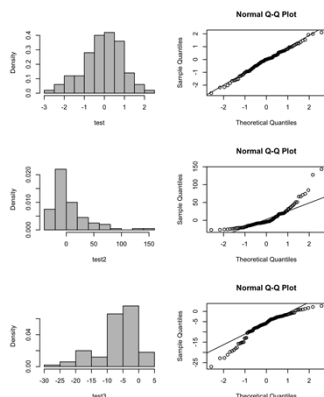 Normal Q-Q Plot
Density
0.0 0.1 0.2 0.3 0.4
-3 -2 -1 0 1 2
test
Sample Quantiles
-2 -1 0 1 2
-2 -1 0 1 2
Theoretical Quantiles
Normal Q-Q Plot
Density
0.000 0.010 0.020
0 50 100 150
test2
Sample Quantiles
0 50 100 150
-2 -1 0 1 2
Theoretical Quantiles
Normal Q-Q Plot
Density
0.00 0.04
-30 -25 -20 -15 -10 -5 0 5
test3
Sample Quantiles
-25 -15 -5
-2 -1 0 1 2
Theoretical Quantiles